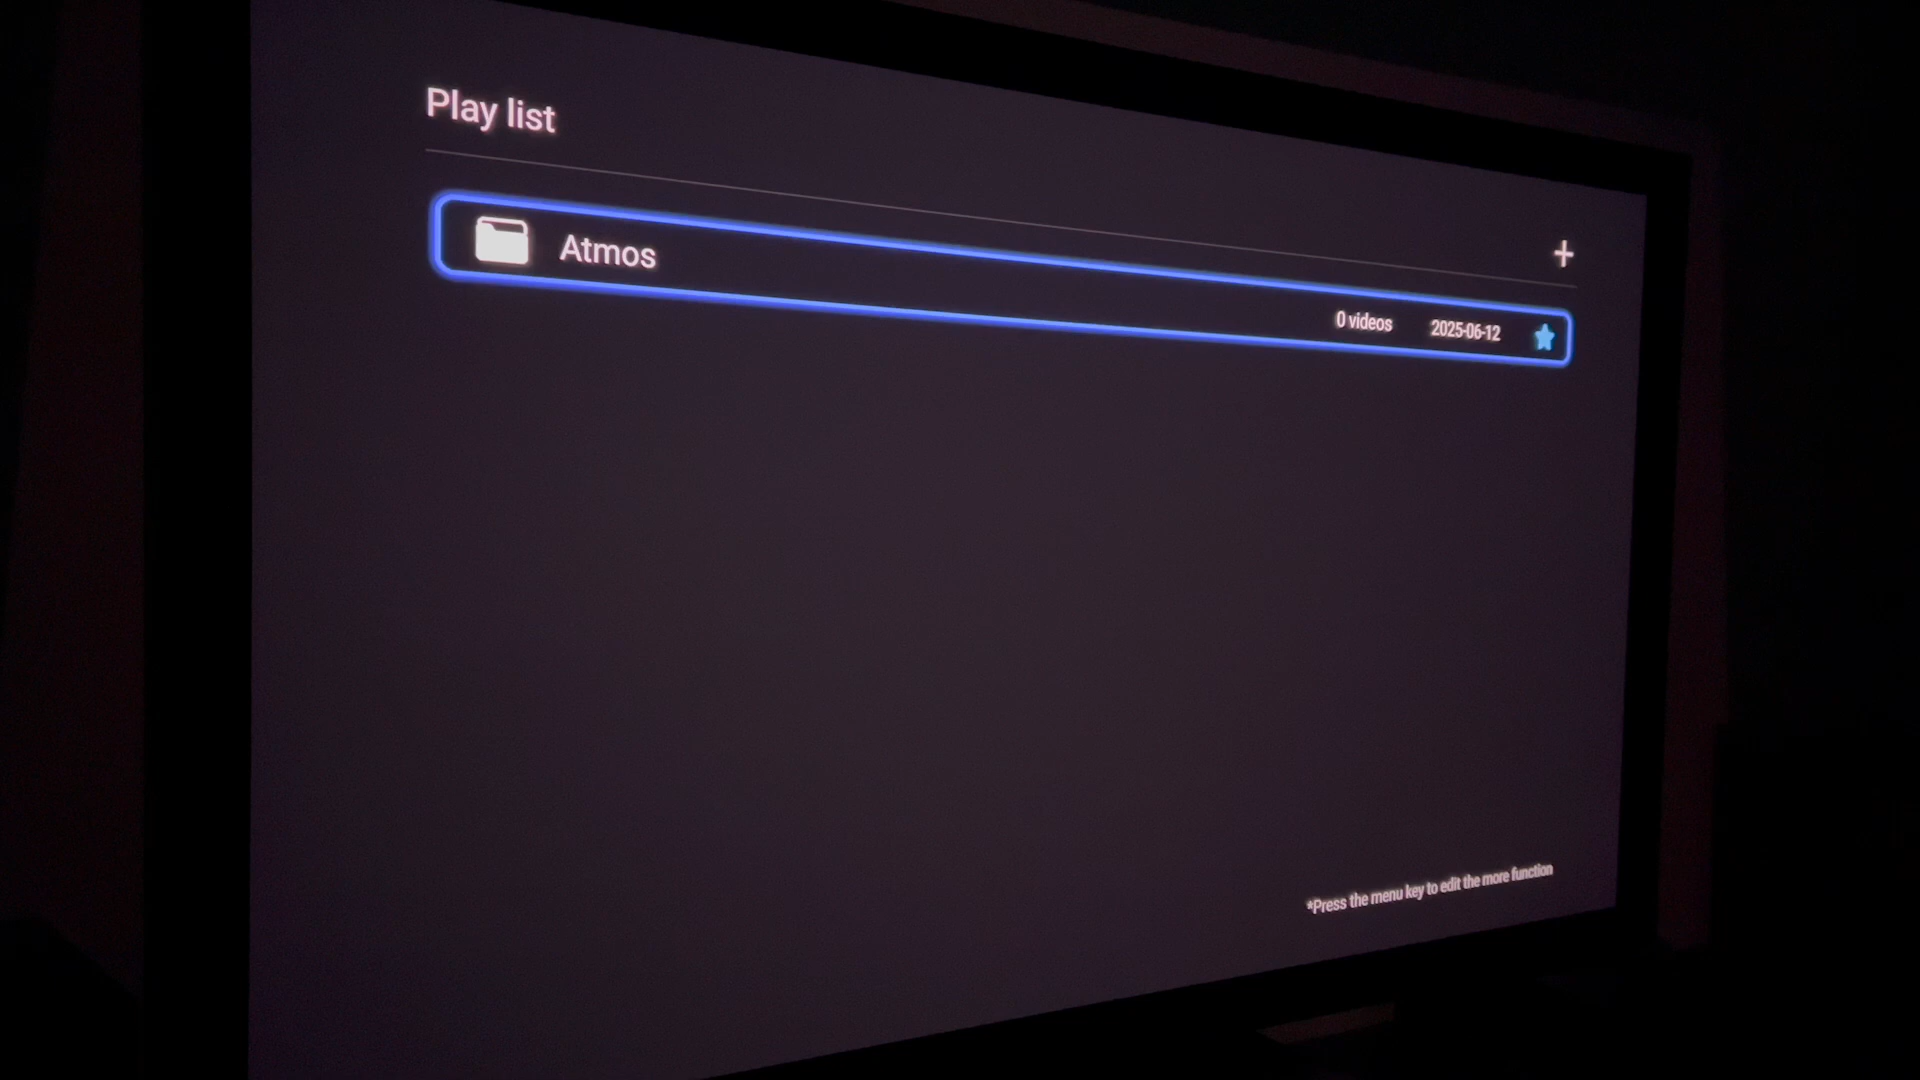 Play list
+
Atmos
0 videos 2025-06-12
*Press the menu key to edit the more function